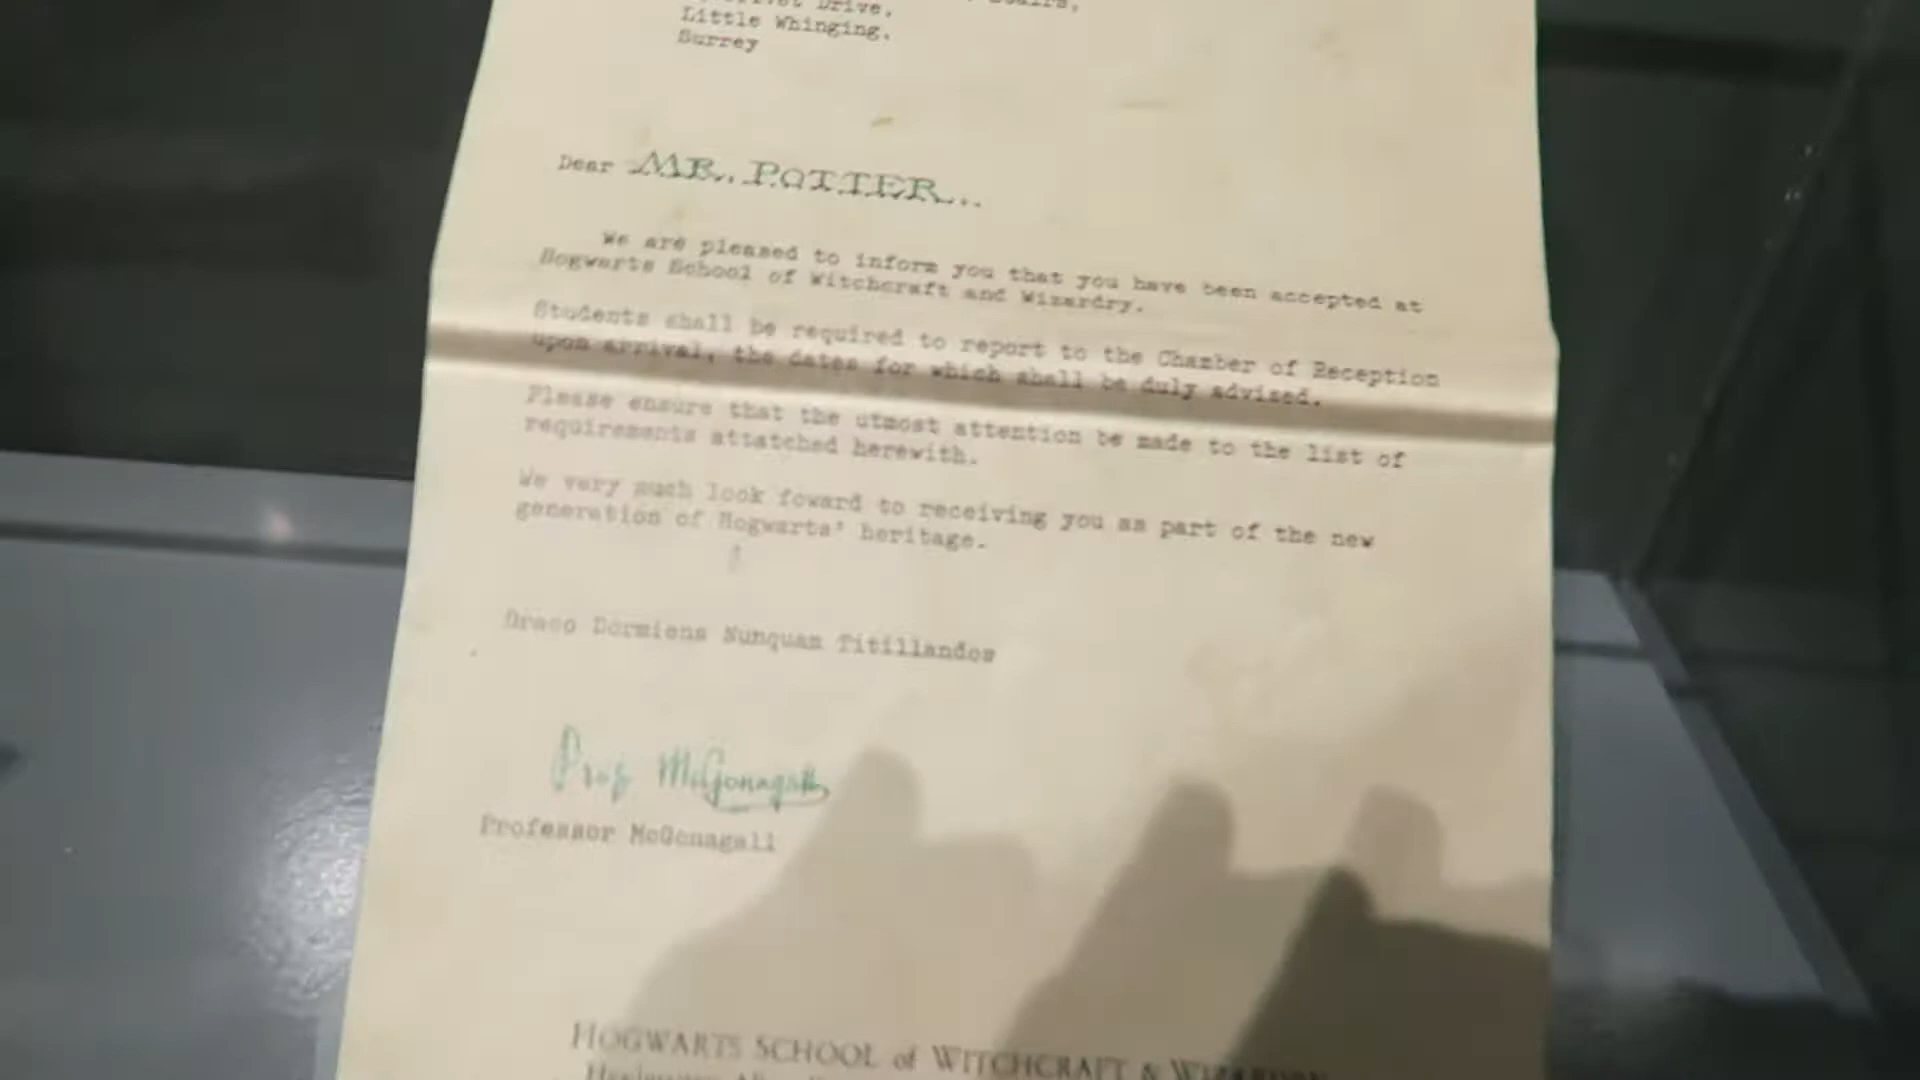 Drive.
Little Whinging.
Surrey
Dear MR. POTTER...
We are pleased to inform you that you have been accepted at
Hogwarts School of Witchcraft and Wizardry.
Students shall be required to report to the Chamber of Reception
upon arrival, the dates for which shall be duly advised.
Please ensure that the utmost attention be made to the list of
requirements attatched herewith.
We very much look foward to receiving you as part of the new
generation of Hogwarts' heritage.
Draco Dormiens Nunquam Titillandos
Prof McGonagall
Professor McGonagall
HOGWARTS SCHOOL of WITCHCRAFT & WIZARDRY